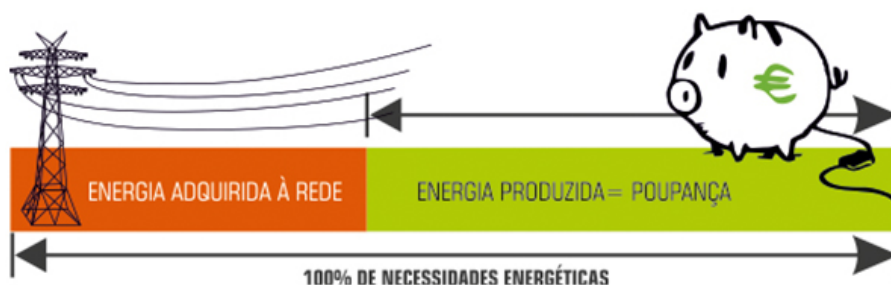 €
ENERGIA ADQUIRIDA À REDE
ENERGIA PRODUZIDA= POUPANÇA
100% DE NECESSIDADES ENERGÉTICAS